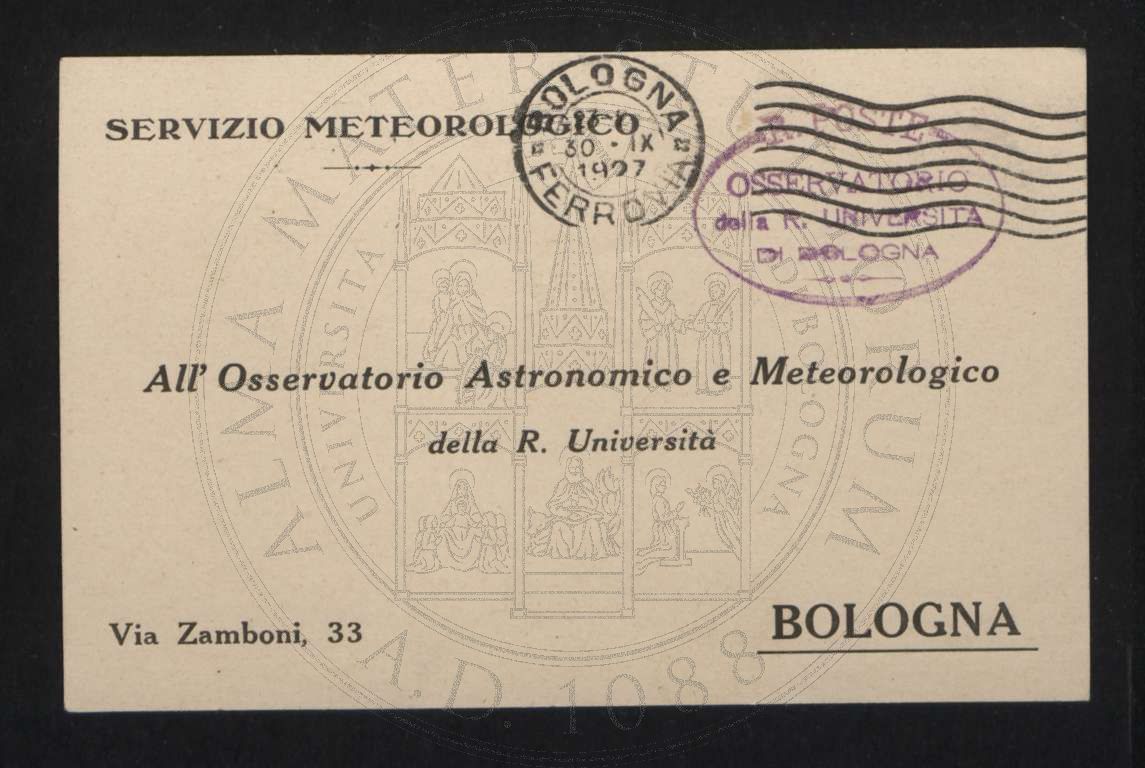 SERVIZIO METEOROLOGICO
BOLOGNA
30 · IX
1927
FERROVIA
R. POSTE
OSSERVATORIO
della R. UNIVERSITÀ
DI BOLOGNA
All' Osservatorio Astronomico e Meteorologico
della R. Università
Via Zamboni, 33
BOLOGNA
ALMA MATER STUDIORUM
UNIVERSITÀ DI BOLOGNA
A.D. 1088